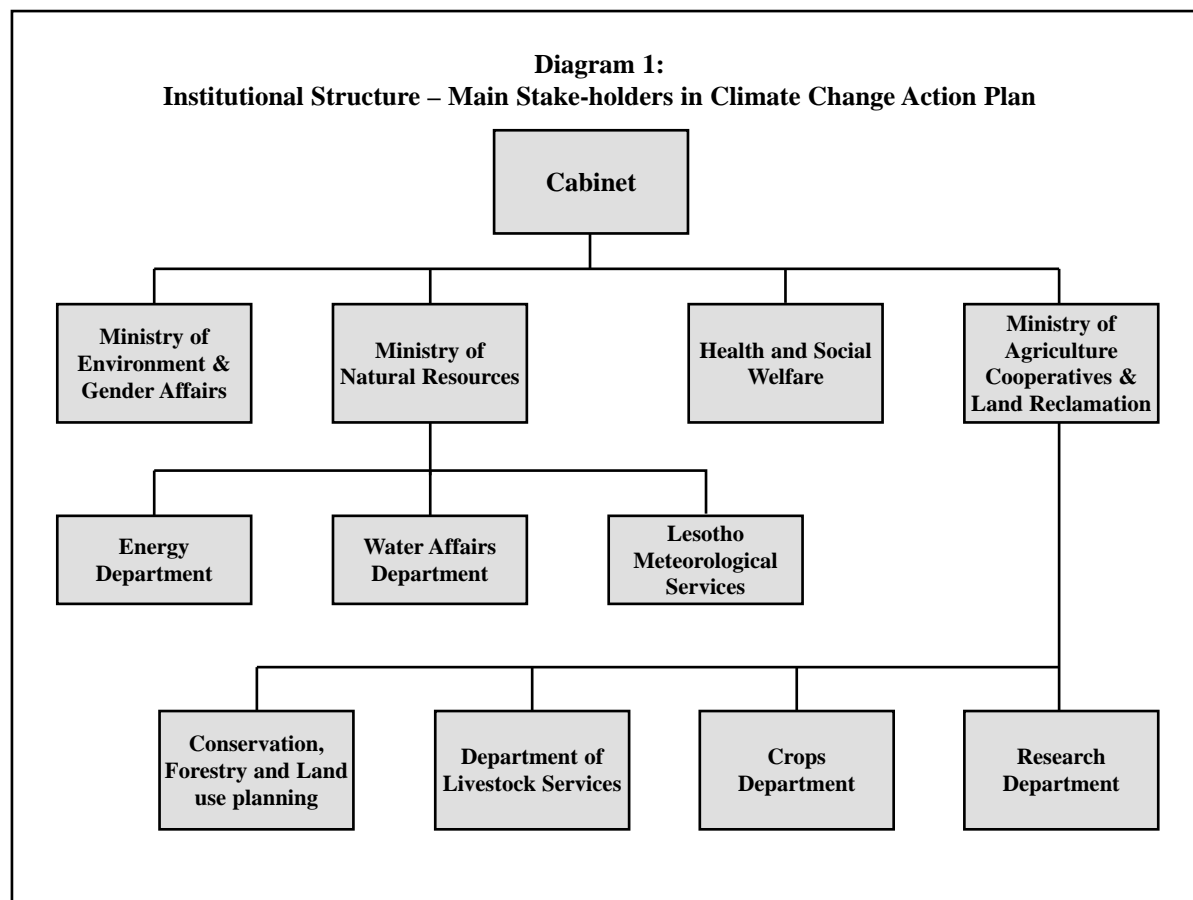 Diagram 1:
Institutional Structure – Main Stake-holders in Climate Change Action Plan
Cabinet
Ministry of
Environment &
Gender Affairs
Ministry of
Natural Resources
Health and Social
Welfare
Ministry of
Agriculture
Cooperatives &
Land Reclamation
Energy
Department
Water Affairs
Department
Lesotho
Meteorological
Services
Conservation,
Forestry and Land
use planning
Department of
Livestock Services
Crops
Department
Research
Department